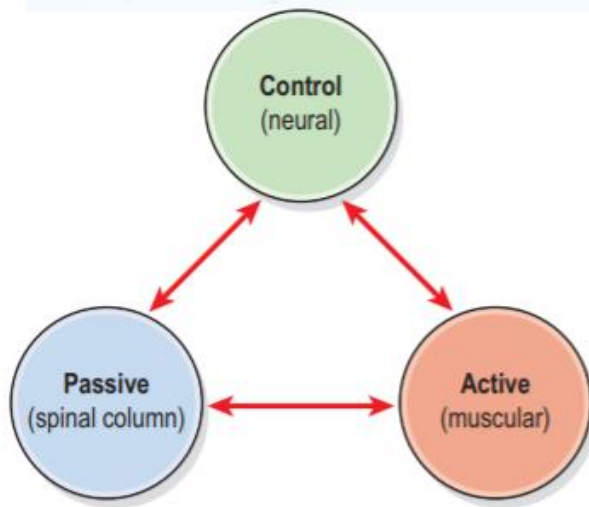 Control
(neural)
Passive
(spinal column)
Active
(muscular)